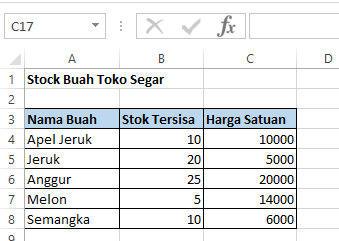 C17 fx
A B C D
1 Stock Buah Toko Segar
2
3 Nama Buah Stok Tersisa Harga Satuan
4 Apel Jeruk 10 10000
5 Jeruk 20 5000
6 Anggur 25 20000
7 Melon 5 14000
8 Semangka 10 6000